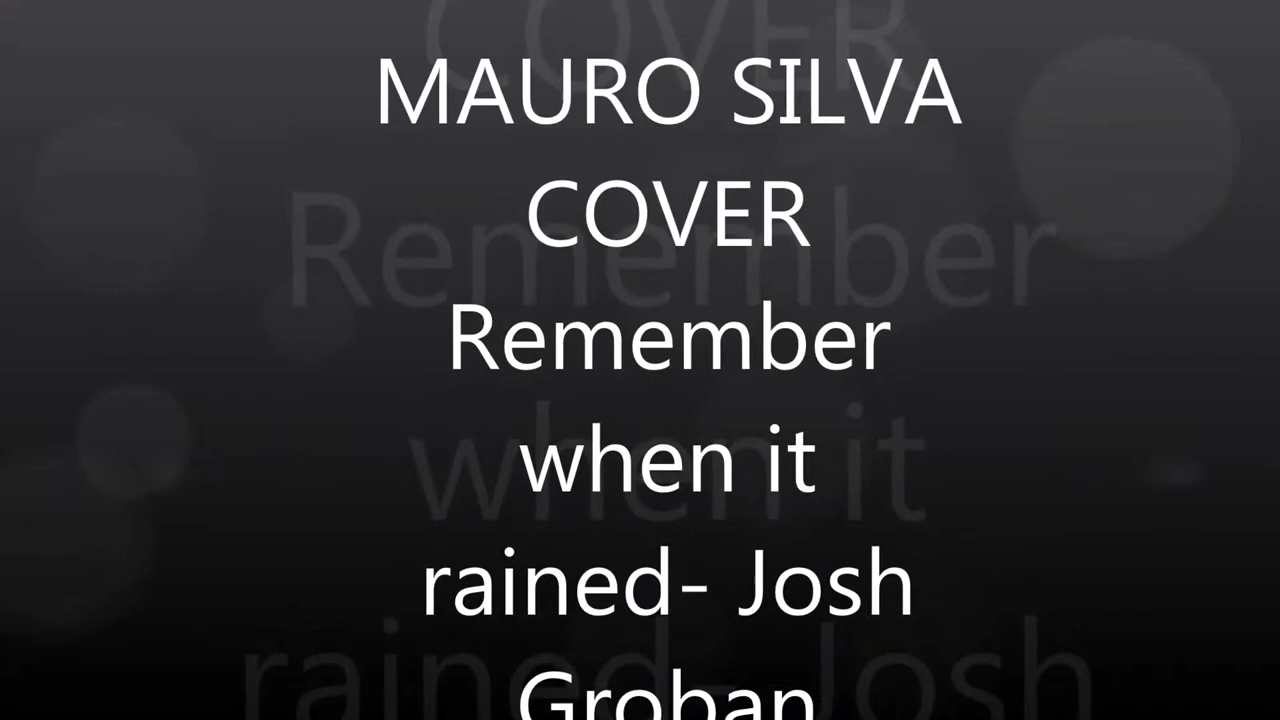 MAURO SILVA
COVER
Remember
when it
rained- Josh
Groban